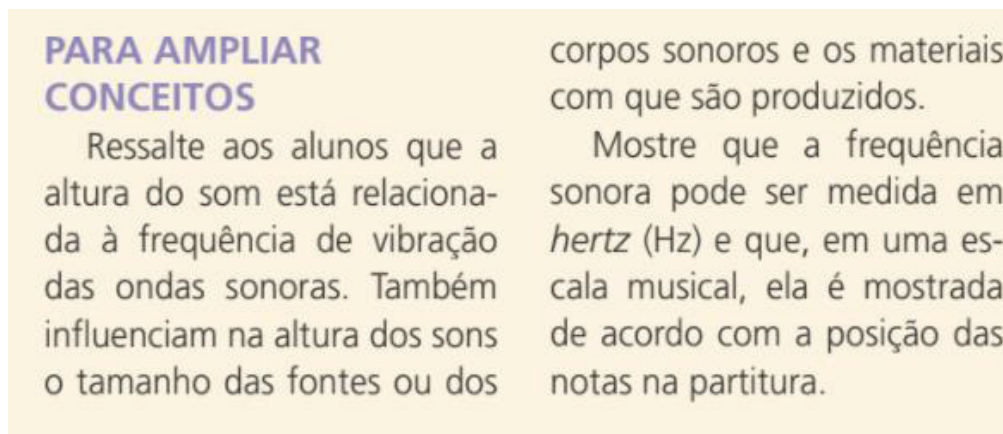 PARA AMPLIAR
CONCEITOS
Ressalte aos alunos que a
altura do som está relaciona-
da à frequência de vibração
das ondas sonoras. Também
influenciam na altura dos sons
o tamanho das fontes ou dos
corpos sonoros e os materiais
com que são produzidos.
Mostre que a frequência
sonora pode ser medida em
hertz (Hz) e que, em uma es-
cala musical, ela é mostrada
de acordo com a posição das
notas na partitura.